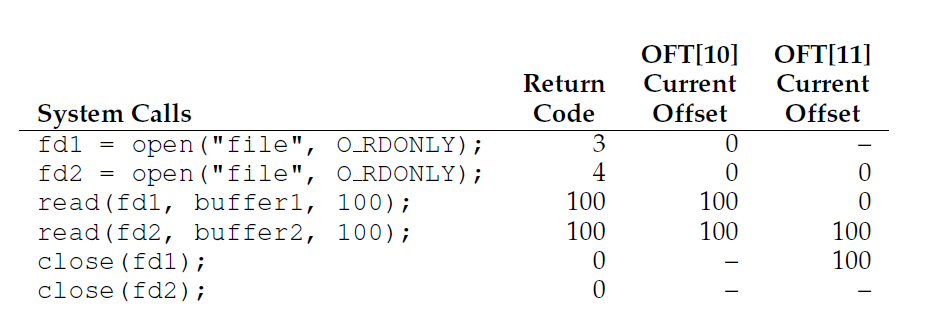 OFT[10] OFT[11]
Return Current Current
System Calls Code Offset Offset
fd1 = open("file", O_RDONLY); 3 0 –
fd2 = open("file", O_RDONLY); 4 0 0
read(fd1, buffer1, 100); 100 100 0
read(fd2, buffer2, 100); 100 100 100
close(fd1); 0 – 100
close(fd2); 0 – –